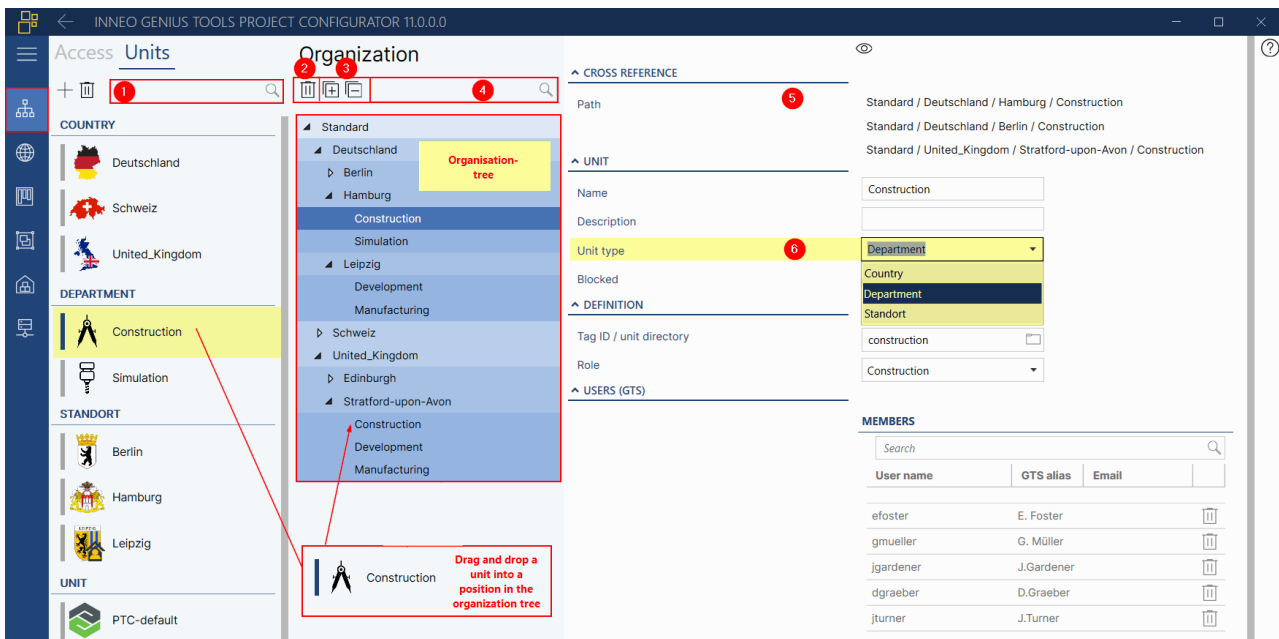 INNEO GENIUS TOOLS PROJECT CONFIGURATOR 11.0.0.0
Access Units
1
COUNTRY
Deutschland
Schweiz
United_Kingdom
DEPARTMENT
Construction
Simulation
STANDORT
Berlin
Hamburg
LEIPZIG
Leipzig
UNIT
PTC-default
Organization
2
3
4
Standard
Deutschland
Berlin
Hamburg
Construction
Simulation
Leipzig
Development
Manufacturing
Schweiz
United_Kingdom
Edinburgh
Stratford-upon-Avon
Construction
Development
Manufacturing
Organisation-
tree
Construction
Drag and drop a
unit into a
position in the
organization tree
CROSS REFERENCE
Path
5
Standard / Deutschland / Hamburg / Construction
Standard / Deutschland / Berlin / Construction
Standard / United_Kingdom / Stratford-upon-Avon / Construction
UNIT
Name
Construction
Description
Unit type
6
Department
Country
Department
Standort
Blocked
DEFINITION
Tag ID / unit directory
construction
Role
Construction
USERS (GTS)
MEMBERS
Search
User name GTS alias Email
efoster E. Foster
gmueller G. Müller
jgardener J.Gardener
dgraeber D.Graeber
jturner J.Turner